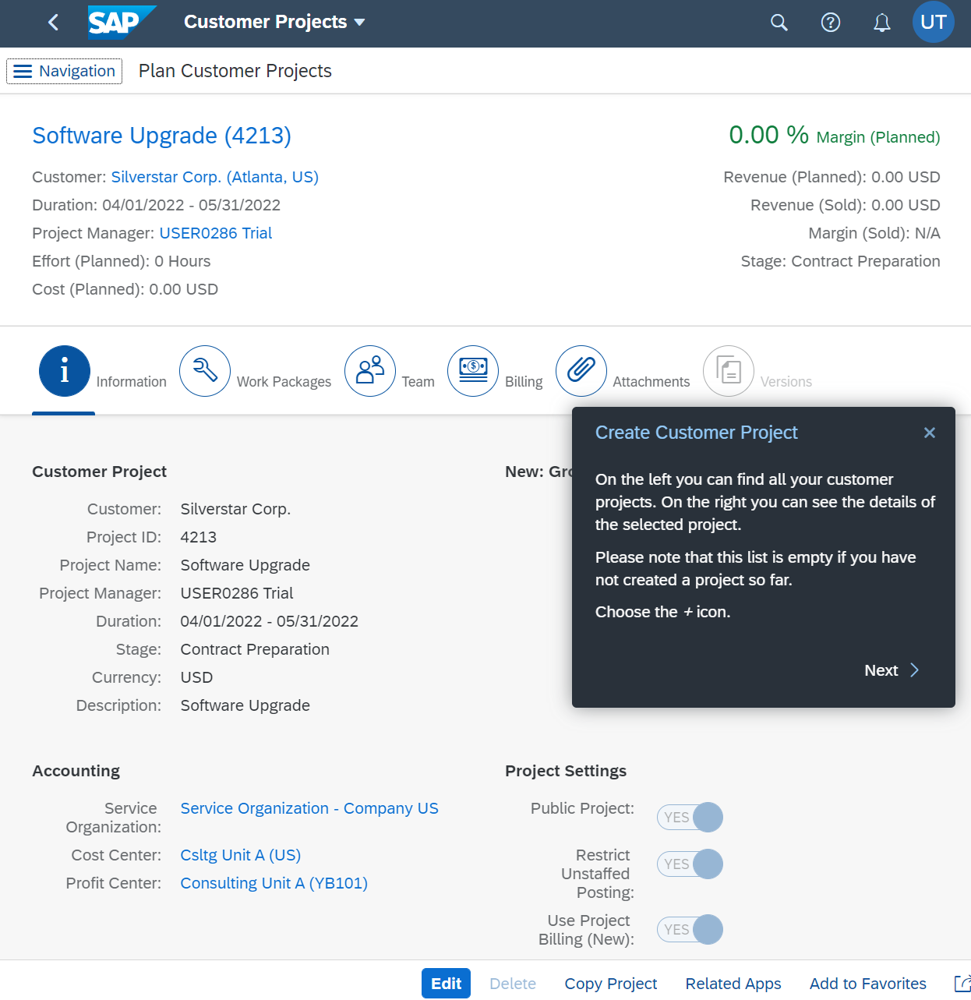 SAP
Customer Projects
UT
Navigation
Plan Customer Projects
Software Upgrade (4213)
0.00 % Margin (Planned)
Customer: Silverstar Corp. (Atlanta, US)
Revenue (Planned): 0.00 USD
Duration: 04/01/2022 - 05/31/2022
Revenue (Sold): 0.00 USD
Project Manager: USER0286 Trial
Margin (Sold): N/A
Effort (Planned): 0 Hours
Stage: Contract Preparation
Cost (Planned): 0.00 USD
Information
Work Packages
Team
Billing
Attachments
Versions
Create Customer Project
On the left you can find all your customer
projects. On the right you can see the details of
the selected project.
Please note that this list is empty if you have
not created a project so far.
Choose the + icon.
Next
Customer Project
Customer: Silverstar Corp.
Project ID: 4213
Project Name: Software Upgrade
Project Manager: USER0286 Trial
Duration: 04/01/2022 - 05/31/2022
Stage: Contract Preparation
Currency: USD
Description: Software Upgrade
New:
Accounting
Service
Organization:
Service Organization - Company US
Cost Center: Csltg Unit A (US)
Profit Center: Consulting Unit A (YB101)
Project Settings
Public Project:
YES
Restrict
Unstaffed
Posting:
YES
Use Project
Billing (New):
YES
Edit
Delete
Copy Project
Related Apps
Add to Favorites